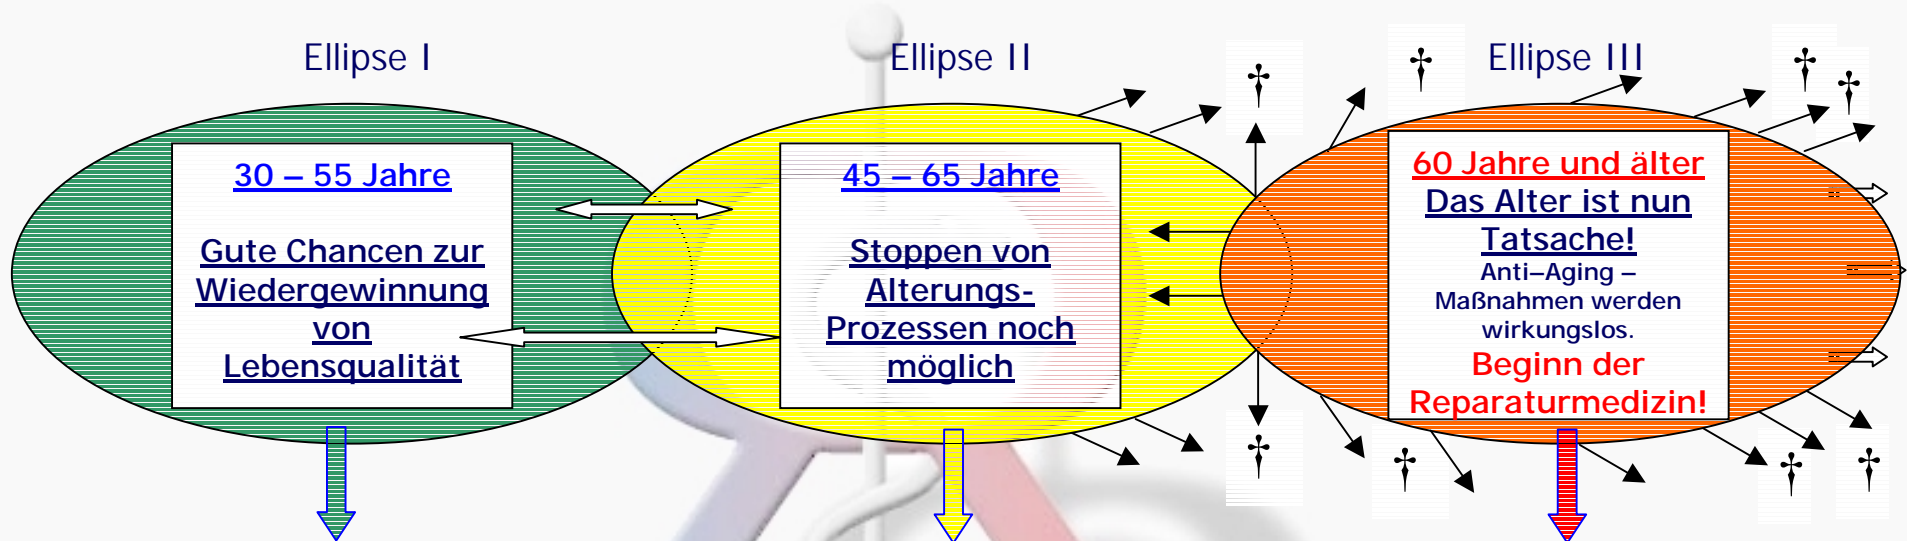 Ellipse I
30 – 55 Jahre
Gute Chancen zur
Wiedergewinnung
von
Lebensqualität
Ellipse II
45 – 65 Jahre
Stoppen von
Alterungs-
Prozessen noch
möglich
Ellipse III
60 Jahre und älter
Das Alter ist nun
Tatsache!
Anti–Aging –
Maßnahmen werden
wirkungslos.
Beginn der
Reparaturmedizin!